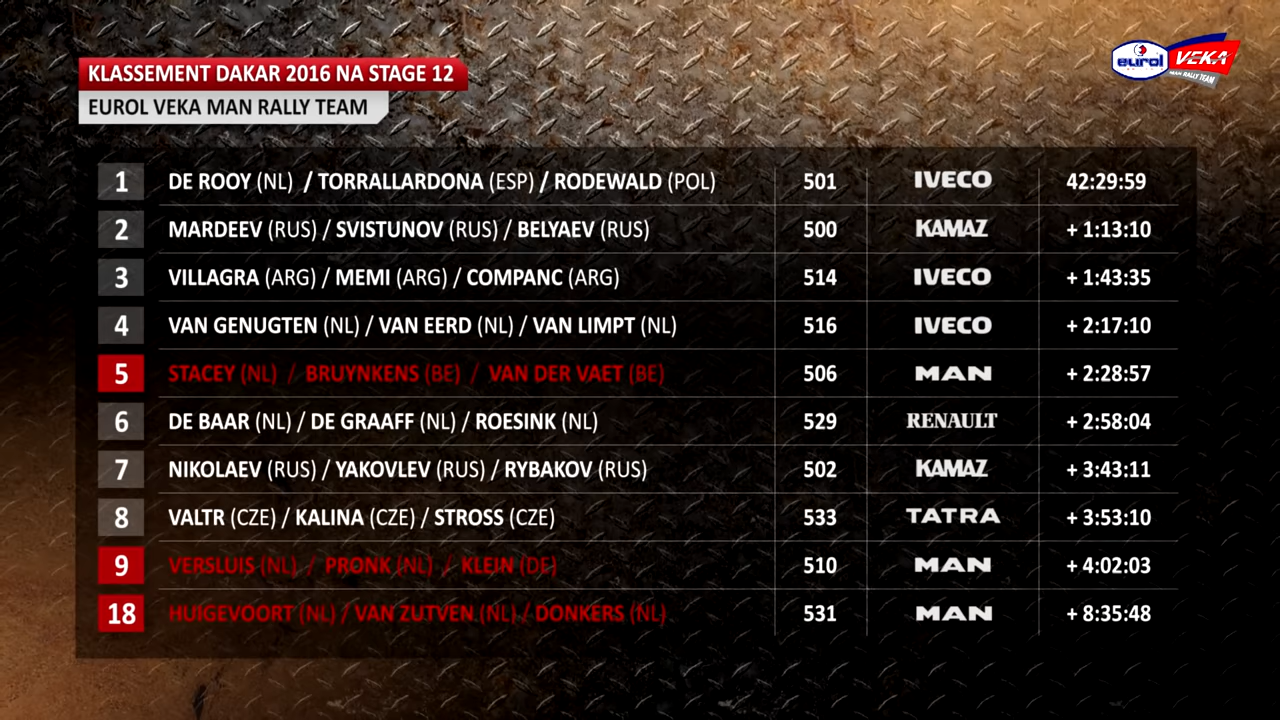 KLASSEMENT DAKAR 2016 NA STAGE 12
EUROL VEKA MAN RALLY TEAM
eurol VEKA
MAN RALLY TEAM
1 DE ROOY (NL) / TORRALLARDONA (ESP) / RODEWALD (POL) 501 IVECO 42:29:59
2 MARDEEV (RUS) / SVISTUNOV (RUS) / BELYAEV (RUS) 500 KAMAZ + 1:13:10
3 VILLAGRA (ARG) / MEMI (ARG) / COMPANC (ARG) 514 IVECO + 1:43:35
4 VAN GENUGTEN (NL) / VAN EERD (NL) / VAN LIMPT (NL) 516 IVECO + 2:17:10
5 STACEY (NL) / BRUYNKENS (BE) / VAN DER VAET (BE) 506 MAN + 2:28:57
6 DE BAAR (NL) / DE GRAAFF (NL) / ROESINK (NL) 529 RENAULT + 2:58:04
7 NIKOLAEV (RUS) / YAKOVLEV (RUS) / RYBAKOV (RUS) 502 KAMAZ + 3:43:11
8 VALTR (CZE) / KALINA (CZE) / STROSS (CZE) 533 TATRA + 3:53:10
9 VERSLUIS (NL) / PRONK (NL) / KLEIN (DE) 510 MAN + 4:02:03
18 HUIGEVOORT (NL) / VAN ZUTVEN (NL) / DONKERS (NL) 531 MAN + 8:35:48